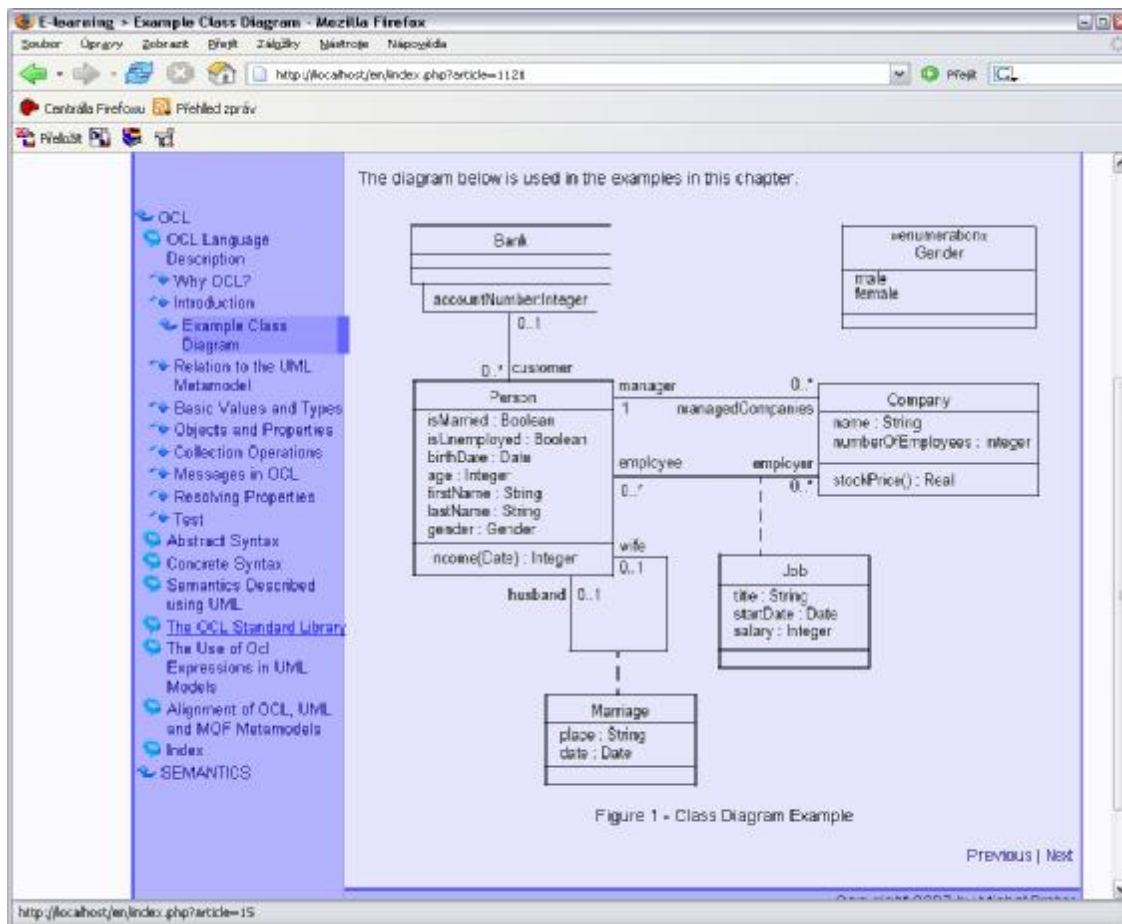 E-learning > Example Class Diagram - Mozilla Firefox
Soubor Úpravy Zobrazit Přejít Záložky Nástroje Nápověda
http://localhost/en/index.php?article=112 Přejít
Centrála Firefoxu Přehled zpráv
Přeložit
The diagram below is used in the examples in this chapter.
OCL
OCL Language
Description
Why OCL?
Introduction
Example Class
Diagram
Relation to the UML
Metamodel
Basic Values and Types
Objects and Properties
Collection Operations
Messages in OCL
Resolving Properties
Test
Abstract Syntax
Concrete Syntax
Semantics Described
using UML
The OCL Standard Library
The Use of Ocl
Expressions in UML
Models
Alignment of OCL, UML
and MOF Metamodels
Index
SEMANTICS
Bank
accountNumber:Integer
0..1
0..* customer
«enumeration»
Gender
male
female
Person
isMarried : Boolean
isUnemployed : Boolean
birthDate : Date
age : Integer
firstName : String
lastName : String
gender : Gender
income(Date) : Integer
manager 0..*
1 managedCompanies
employee employer
0..* 0..*
Company
name : String
numberOfEmployees : Integer
stockPrice() : Real
wife
0..1
husband 0..1
Job
title : String
startDate : Date
salary : Integer
Marriage
place : String
date : Date
Figure 1 - Class Diagram Example
Previous | Next
http://localhost/en/index.php?article=15